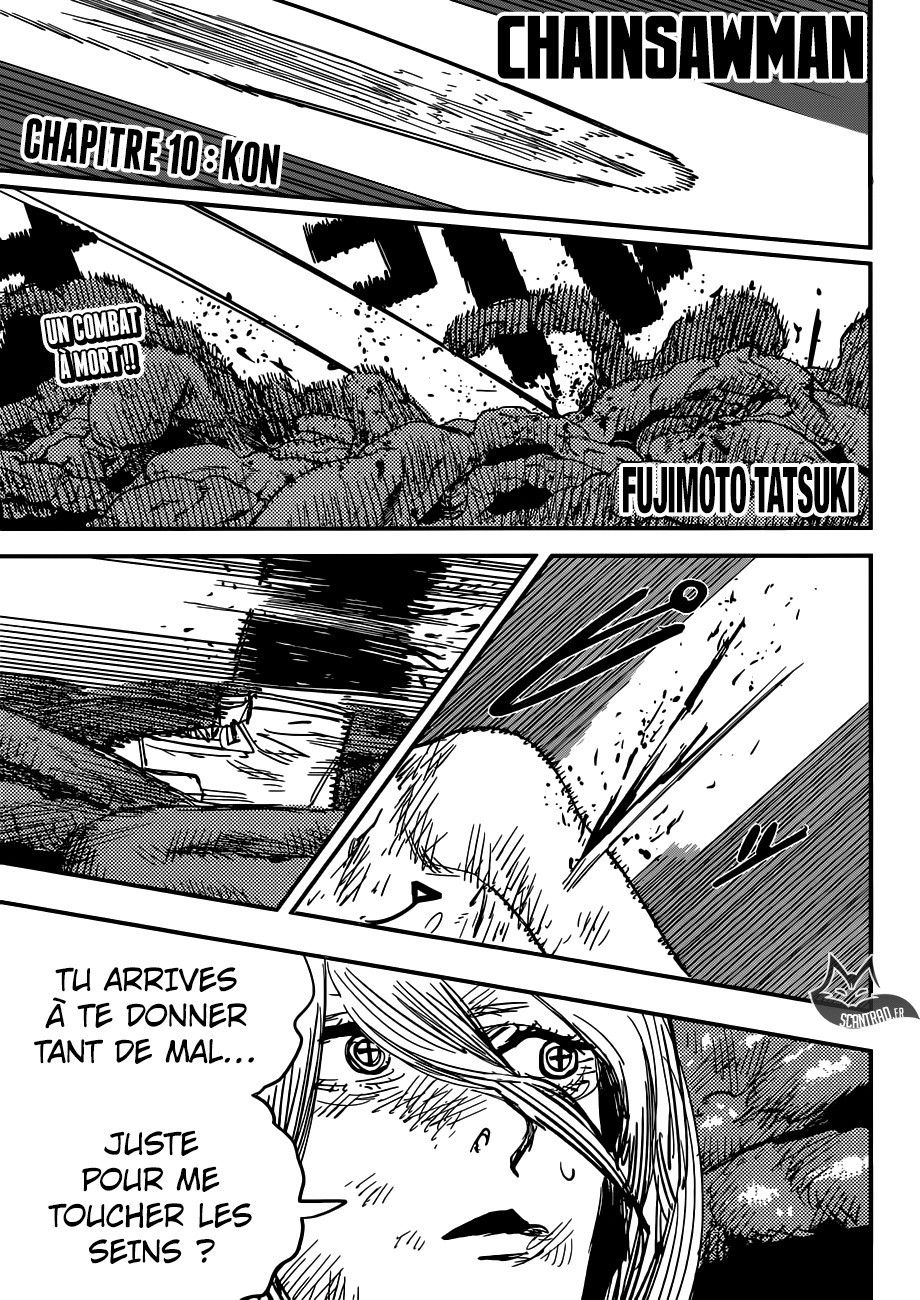 CHAINSAWMAN
CHAPITRE 10 : KON
UN COMBAT
À MORT !!
FUJIMOTO TATSUKI
SCANTRAD.FR
TU ARRIVES
À TE DONNER
TANT DE MAL...
JUSTE
POUR ME
TOUCHER LES
SEINS ?